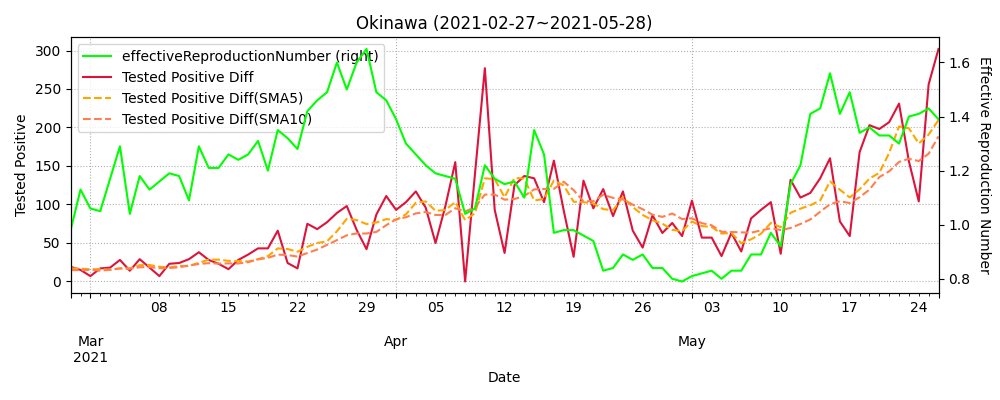 Okinawa (2021-02-27~2021-05-28)
effectiveReproductionNumber (right)
Tested Positive Diff
Tested Positive Diff(SMA5)
Tested Positive Diff(SMA10)
Tested Positive
300
250
200
150
100
50
0
1.6
1.4
1.2
1.0
0.8
Effective Reproduction Number
08 15 22 29 05 12 19 26 03 10 17 24
Mar Apr May
2021
Date